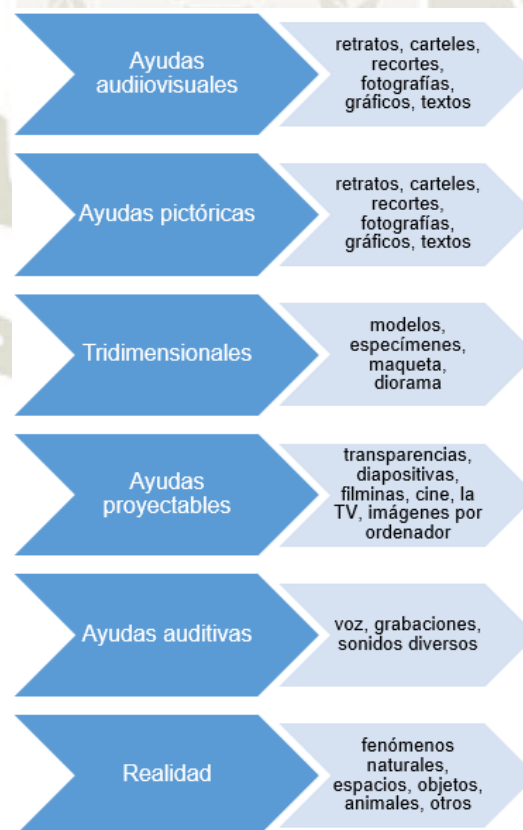 Ayudas
audiiovisuales
retratos, carteles,
recortes,
fotografías,
gráficos, textos
Ayudas pictóricas
retratos, carteles,
recortes,
fotografías,
gráficos, textos
Tridimensionales
modelos,
especímenes,
maqueta,
diorama
Ayudas
proyectables
transparencias,
diapositivas,
filminas, cine, la
TV, imágenes por
ordenador
Ayudas auditivas
voz, grabaciones,
sonidos diversos
Realidad
fenómenos
naturales,
espacios, objetos,
animales, otros